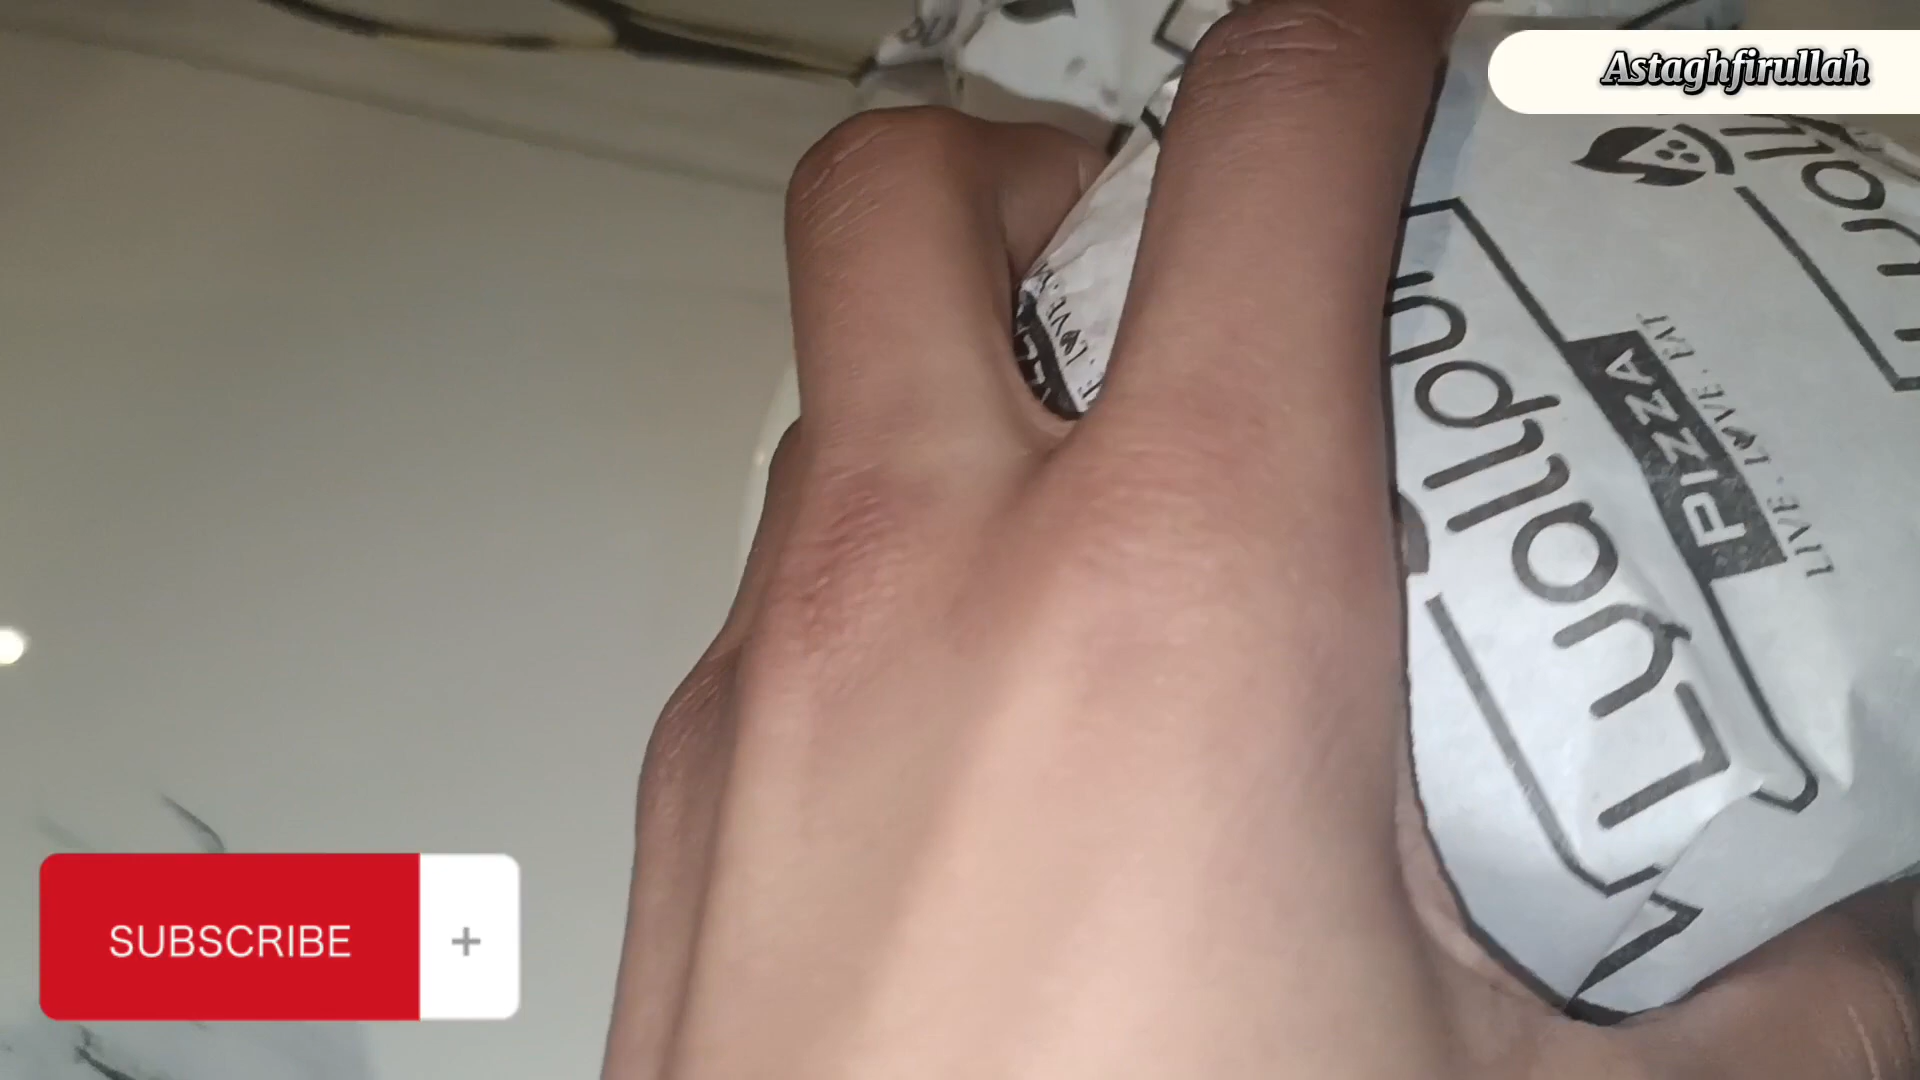 Astaghfirullah
Lyallpur
PIZZA
LIVE. LOVE. EAT
SUBSCRIBE
+